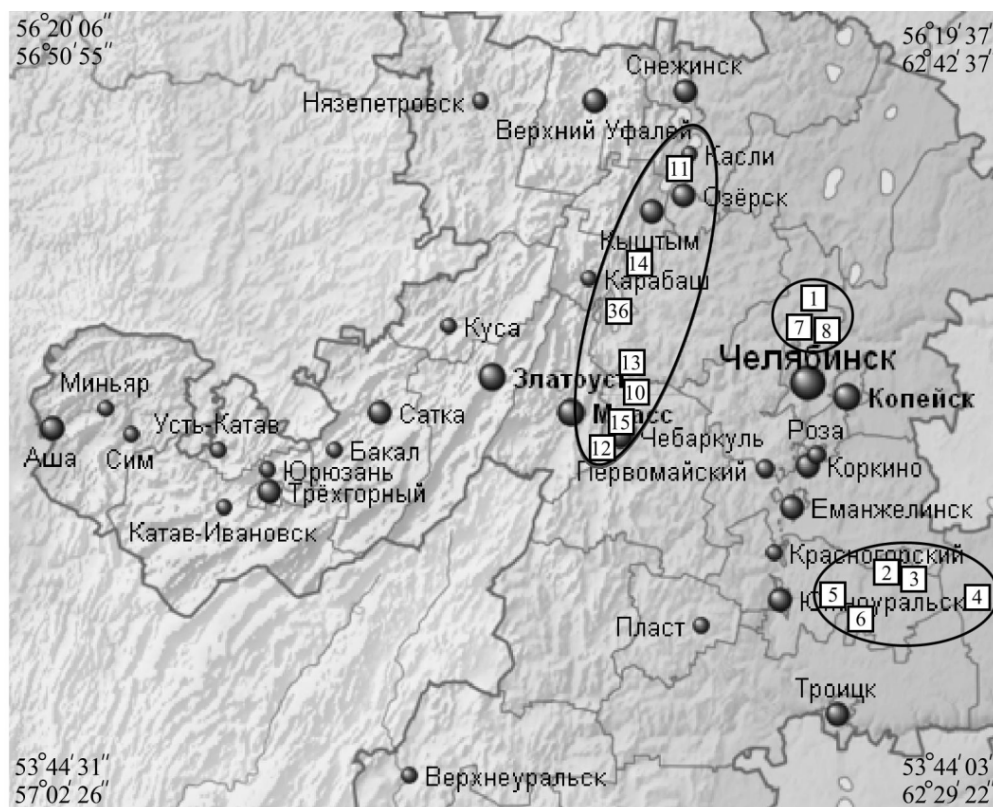 56°20′06″
56°50′55″
56°19′37″
62°42′37″
Снежинск
Нязепетровск
Верхний Уфалей
Касли
11
Озёрск
Кыштым
14
Карабаш
1
36
7
8
Куса
Челябинск
13
Златоуст
10
Копейск
Миньяр
Сатка
Миасс
15
Роза
Усть-Катав
Чебаркуль
12
Аша
Сим
Бакал
Первомайский
Коркино
Юрюзань
Трёхгорный
Катав-Ивановск
Еманжелинск
Красногорский
2
3
5
Южноуральск
4
6
Пласт
Троицк
53°44′31″
57°02′26″
Верхнеуральск
53°44′03″
62°29′22″